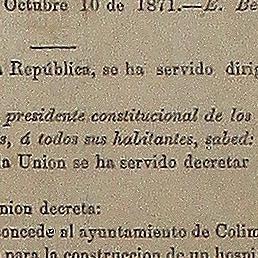 Octubre 10 de 1871.—E.
República, se ha servido
presidente constitucional de los
á todos sus habitantes, sabed:
la Union se ha servido decretar
decreta:
al ayuntamiento de
para la construccion de un